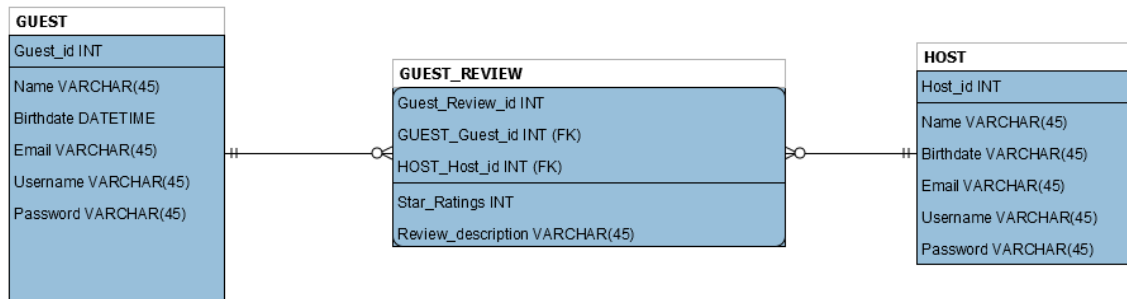 GUEST
Guest_id INT
Name VARCHAR(45)
Birthdate DATETIME
Email VARCHAR(45)
Username VARCHAR(45)
Password VARCHAR(45)
GUEST_REVIEW
Guest_Review_id INT
GUEST_Guest_id INT (FK)
HOST_Host_id INT (FK)
Star_Ratings INT
Review_description VARCHAR(45)
HOST
Host_id INT
Name VARCHAR(45)
Birthdate VARCHAR(45)
Email VARCHAR(45)
Username VARCHAR(45)
Password VARCHAR(45)